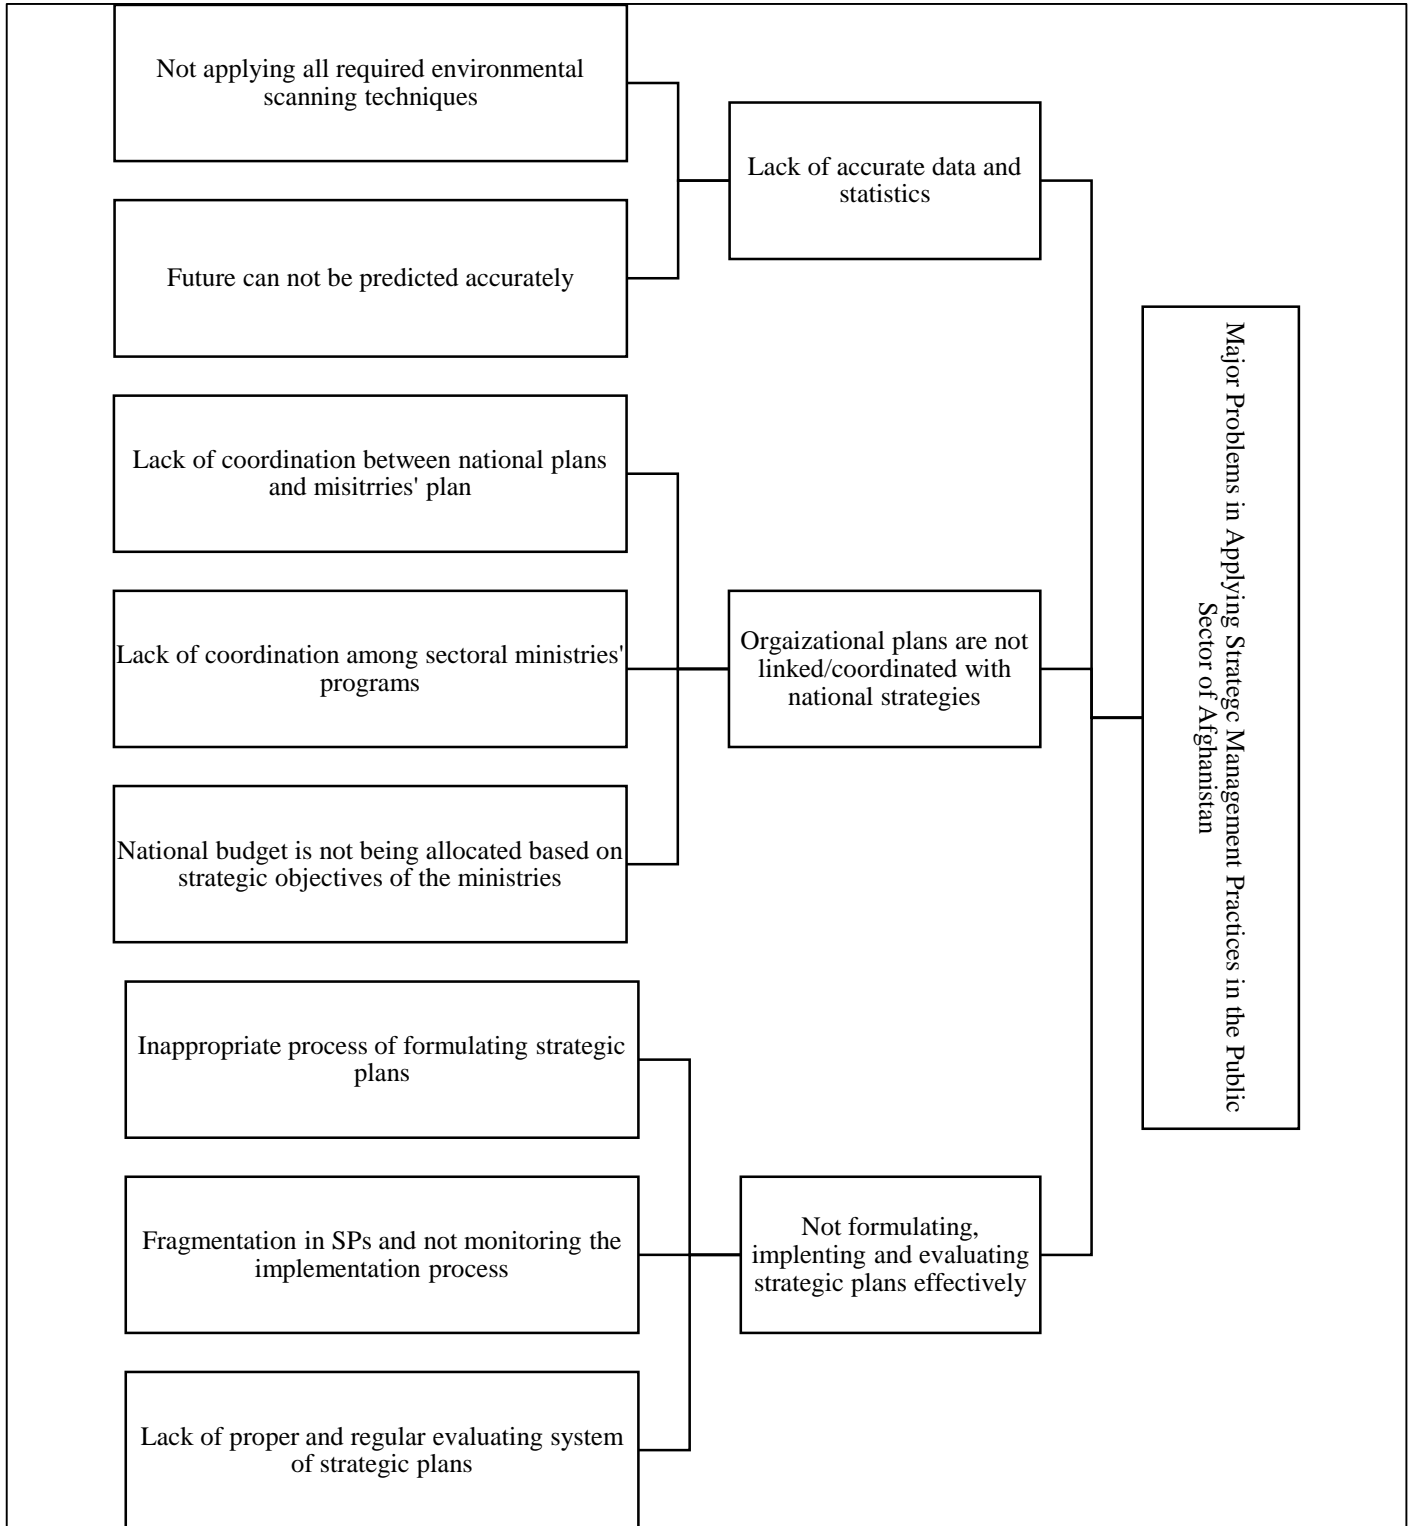 Not applying all required environmental
scanning techniques
Future can not be predicted accurately
Lack of accurate data and
statistics
Lack of coordination between national plans
and misitrries' plan
Lack of coordination among sectoral ministries'
programs
National budget is not being allocated based on
strategic objectives of the ministries
Orgaizational plans are not
linked/coordinated with
national strategies
Inappropriate process of formulating strategic
plans
Fragmentation in SPs and not monitoring the
implementation process
Lack of proper and regular evaluating system
of strategic plans
Not formulating,
implenting and evaluating
strategic plans effectively
Major Problems in Applying Strategc Management Practices in the Public
Sector of Afghanistan